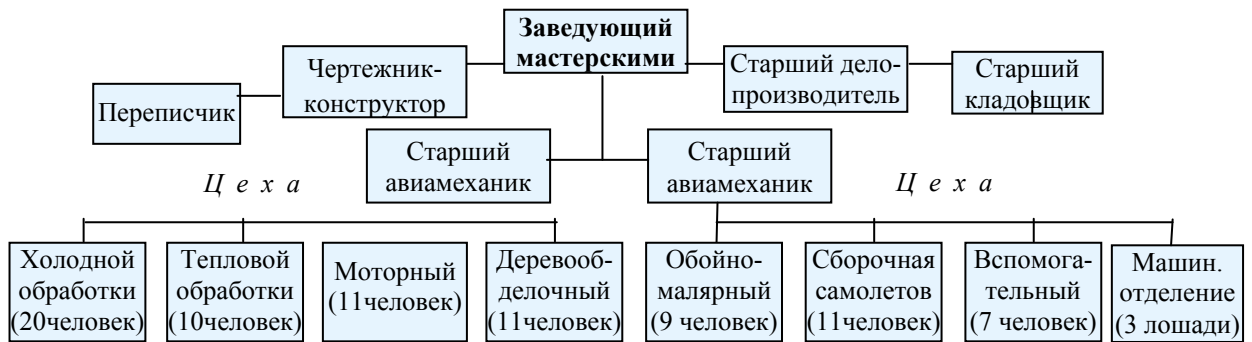 Заведующий
мастерскими
Чертежник-
конструктор
Старший дело-
производитель
Старший
кладовщик
Переписчик
Старший
авиамеханик
Старший
авиамеханик
Ц е х а
Ц е х а
Холодной
обработки
(20человек)
Тепловой
обработки
(10человек)
Моторный
(11человек)
Деревооб-
делочный
(11человек)
Обойно-
малярный
(9 человек)
Сборочная
самолетов
(11человек)
Вспомога-
тельный
(7 человек)
Машин.
отделение
(3 лошади)